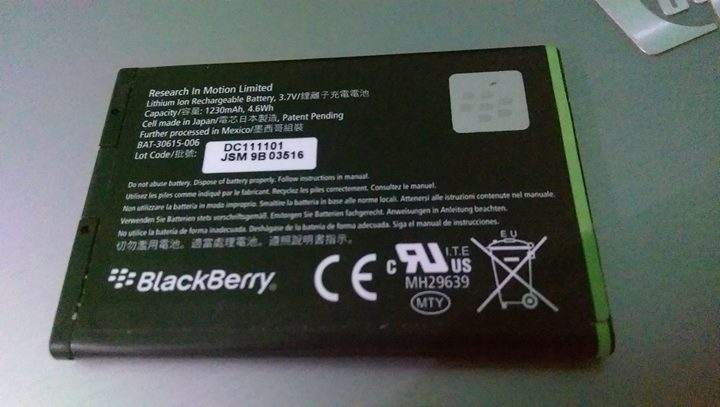 Research In Motion Limited
Lithium Ion Rechargeable Battery, 3.7V/鋰離子充電電池
Capacity/容量: 1230mAh, 4.6Wh
Cell made in Japan/電芯日本製造, Patent Pending
Further processed in Mexico/墨西哥組裝
BAT-30615-006
Lot Code/批號:
DC111101
JSM 9B 03516
Do not abuse battery. Dispose of battery properly. Follow instructions in manual.
Utilisez les piles comme indiqué par le fabricant. Recyclez les piles correctement. Consultez le manuel.
Non utilizzare la batteria in modo improprio. Smaltire la batteria in base alle norme locali. Attenersi alle istruzioni contenute nel manuale.
Verwenden Sie Batterien stets vorschriftsgemäß. Entsorgen Sie Batterien fachgerecht. Anweisungen in Anleitung beachten.
No utilice la batería de manera inadecuada. Deshágase de la batería de forma adecuada. Siga las instrucciones del manual.
切勿濫用電池。適當處理電池。遵照說明書指示。
BlackBerry
CE
c UR US
I.T.E
MH29639
MTY
EU